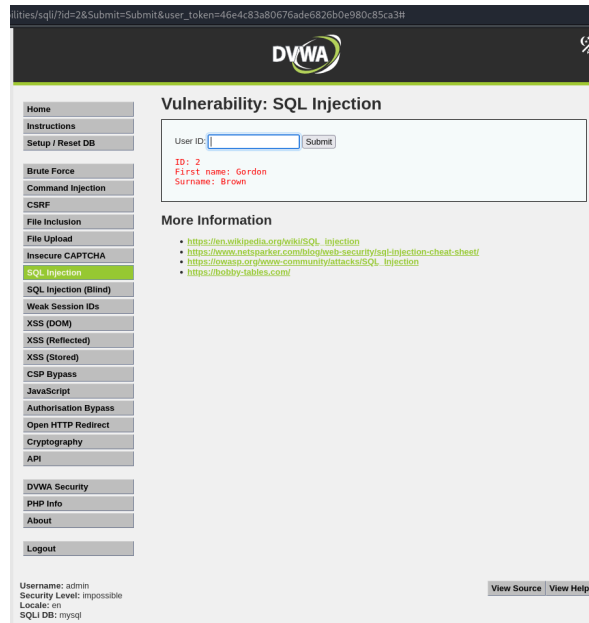 ilities/sqli/?id=2&Submit=Submit&user_token=46e4c83a80676ade6826b0e980c85ca3#
DVWA
Home
Instructions
Setup / Reset DB
Brute Force
Command Injection
CSRF
File Inclusion
File Upload
Insecure CAPTCHA
SQL Injection
SQL Injection (Blind)
Weak Session IDs
XSS (DOM)
XSS (Reflected)
XSS (Stored)
CSP Bypass
JavaScript
Authorisation Bypass
Open HTTP Redirect
Cryptography
API
DVWA Security
PHP Info
About
Logout
Vulnerability: SQL Injection
User ID: Submit
ID: 2
First name: Gordon
Surname: Brown
More Information
https://en.wikipedia.org/wiki/SQL_injection
https://www.netsparker.com/blog/web-security/sql-injection-cheat-sheet/
https://owasp.org/www-community/attacks/SQL_Injection
https://bobby-tables.com/
Username: admin
Security Level: impossible
Locale: en
SQLi DB: mysql
View Source View Help